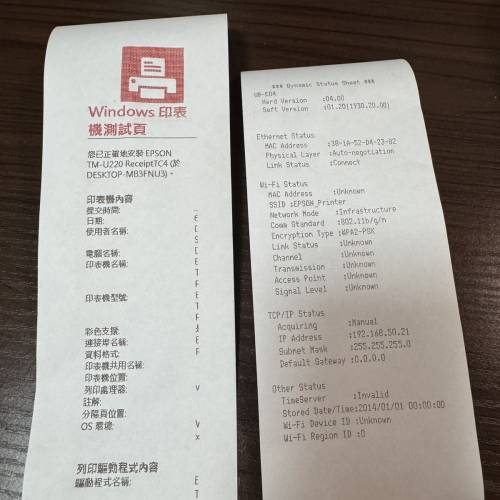 Windows 印表
機測試頁
您已正確地安裝 EPSON
TM-U220 ReceiptTC4 (於
DESKTOP-MB3FNU3)。
印表機內容
提交時間:
日期:
使用者名稱:
電腦名稱:
印表機名稱:
印表機型號:
彩色支援:
連接埠名稱:
資料格式:
印表機共用名稱:
印表機位置:
列印處理器:
註解:
分隔頁位置:
OS 環境:
列印驅動程式內容
驅動程式名稱:
*** Dynamic Status Sheet ***
UB-E04
Hard Version :04.00
Soft Version :01.20(1930.20.00)
Ethernet Status
MAC Address :38-1A-52-D4-23-82
Physical Layer :Auto-negotiation
Link Status :Connect
Wi-Fi Status
MAC Address :Unknown
SSID :EPSON_Printer
Network Mode :Infrastructure
Comm Standard :802.11b/g/n
Encryption Type :WPA2-PSK
Link Status :Unknown
Channel :Unknown
Transmission :Unknown
Access Point :Unknown
Signal Level :Unknown
TCP/IP Status
Acquiring :Manual
IP Address :192.168.50.21
Subnet Mask :255.255.255.0
Default Gateway :0.0.0.0
Other Status
TimeServer :Invalid
Stored Date/Time:2014/01/01 00:00:00
Wi-Fi Device ID :Unknown
Wi-Fi Region ID :0